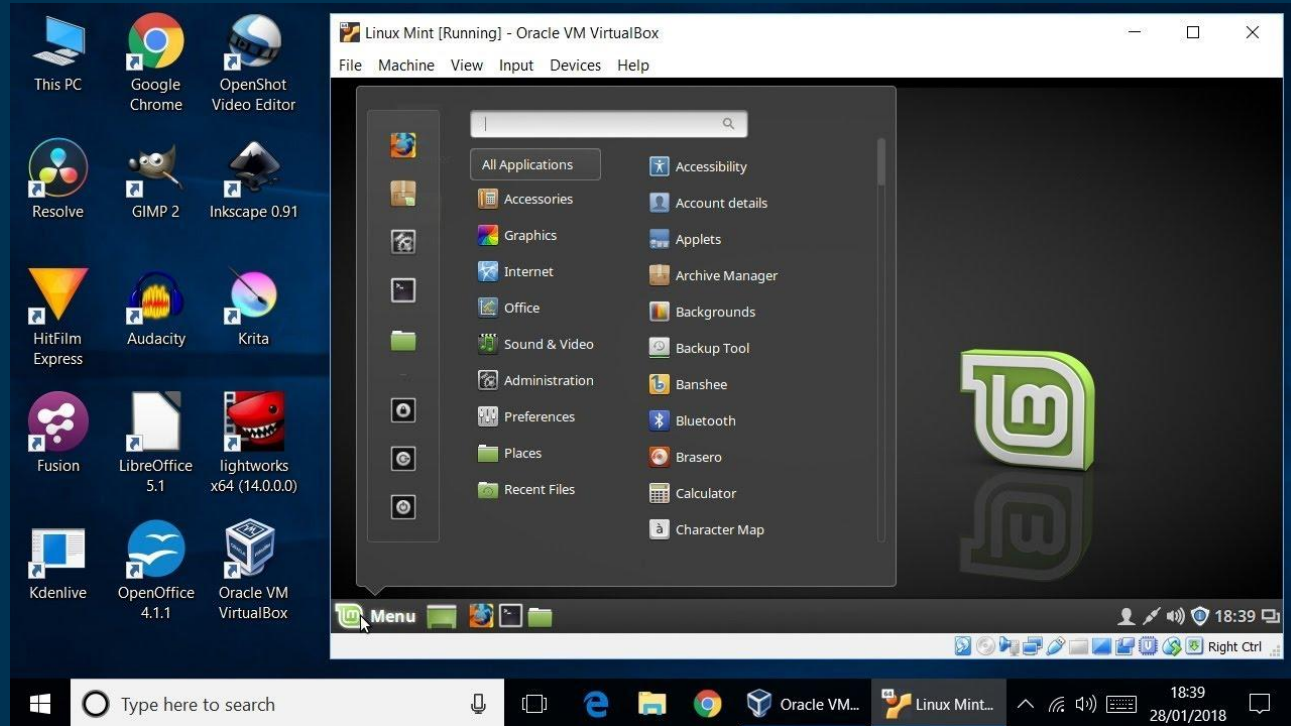 This PC
Google
Chrome
OpenShot
Video Editor
Resolve
GIMP 2
Inkscape 0.91
HitFilm
Express
Audacity
Krita
Fusion
LibreOffice
5.1
lightworks
x64 (14.0.0.0)
Kdenlive
OpenOffice
4.1.1
Oracle VM
VirtualBox
Linux Mint [Running] - Oracle VM VirtualBox
File Machine View Input Devices Help
All Applications
Accessories
Graphics
Internet
Office
Sound & Video
Administration
Preferences
Places
Recent Files
Accessibility
Account details
Applets
Archive Manager
Backgrounds
Backup Tool
Banshee
Bluetooth
Brasero
Calculator
Character Map
Menu
18:39
Right Ctrl
Type here to search
Oracle VM...
Linux Mint...
18:39
28/01/2018